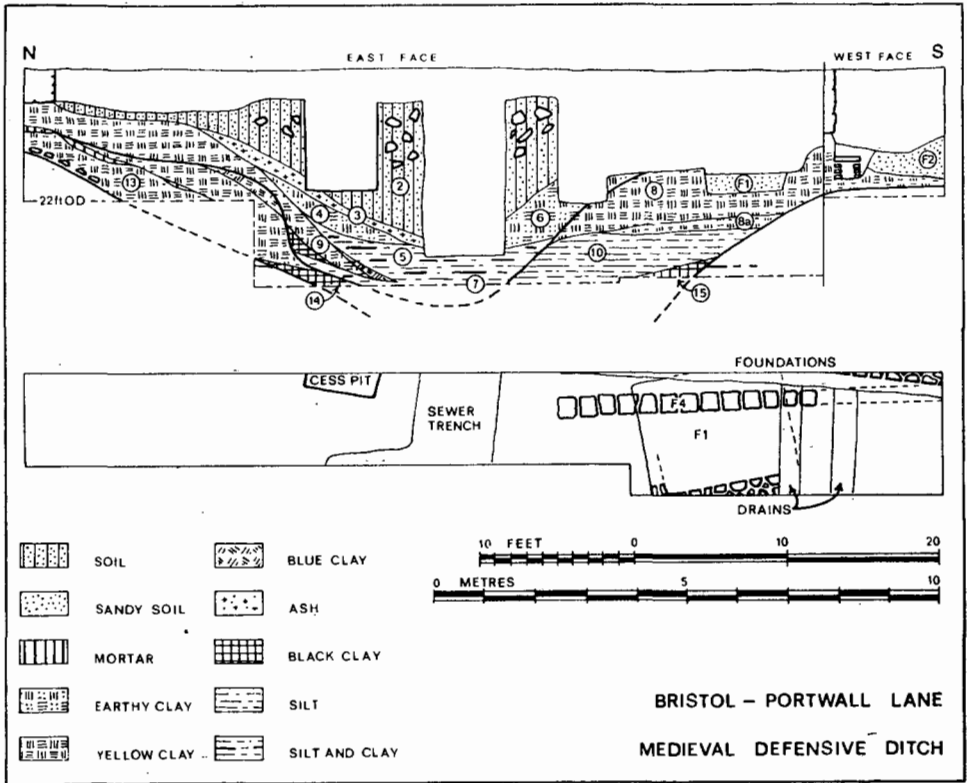 N EAST FACE WEST FACE S
2
F2
13
F1
8
22ft OD
4
3
6
8a
9
5
10
7
14
15
FOUNDATIONS
CESS PIT
SEWER
TRENCH
F4
F1
DRAINS
SOIL
BLUE CLAY
10 FEET 0 10 20
SANDY SOIL
ASH
0 METRES 5 10
MORTAR
BLACK CLAY
EARTHY CLAY
SILT
YELLOW CLAY
SILT AND CLAY
BRISTOL – PORTWALL LANE
MEDIEVAL DEFENSIVE DITCH